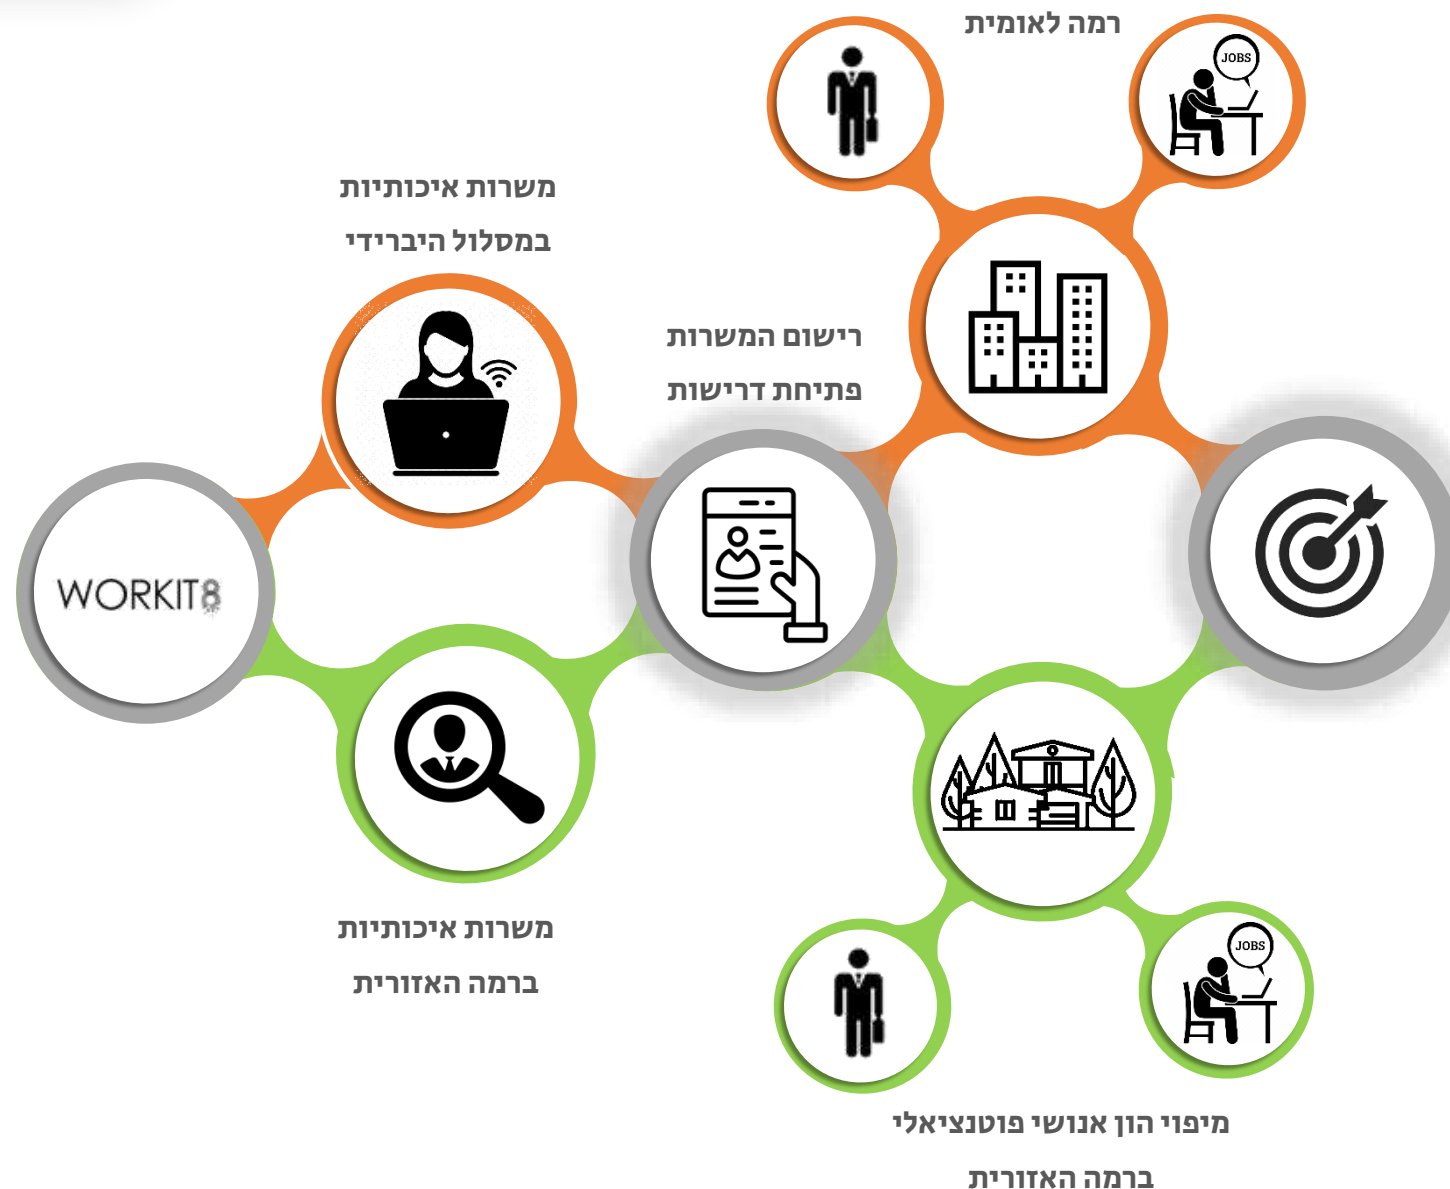 רמה לאומית
JOBS
משרות איכותיות
במסלול היברידי
רישום המשרות
פתיחת דרישות
WORKIT8
משרות איכותיות
ברמה האזורית
JOBS
מיפוי הון אנושי פוטנציאלי
ברמה האזורית